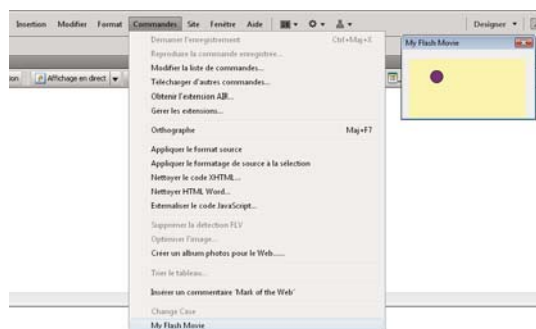 Insertion Modifier Format Commandes Site Fenêtre Aide Designer
Démarrer l'enregistrement Ctrl+Maj+X
Reproduire la commande enregistrée...
Modifier la liste de commandes...
Télécharger d'autres commandes...
Obtenir l'extension AIR...
Gérer les extensions...
Orthographe Maj+F7
Appliquer le format source
Appliquer le formatage de source à la sélection
Nettoyer le code XHTML...
Nettoyer HTML Word...
Externaliser le code JavaScript...
Supprimer la détection FLV
Optimiser l'image...
Créer un album photos pour le Web......
Trier le tableau...
Insérer un commentaire 'Mark of the Web'
Change Case
My Flash Movie
Affichage en direct
My Flash Movie